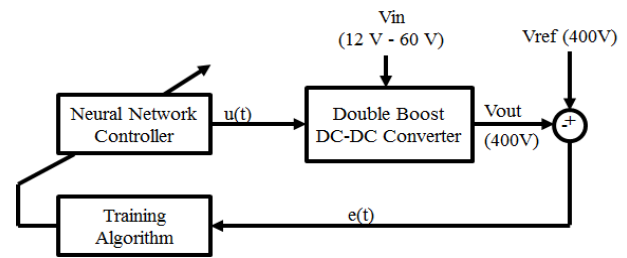 Vin
(12 V - 60 V)
Vref (400V)
Neural Network
Controller
u(t)
Double Boost
DC-DC Converter
Vout
(400V)
-+
Training
Algorithm
e(t)